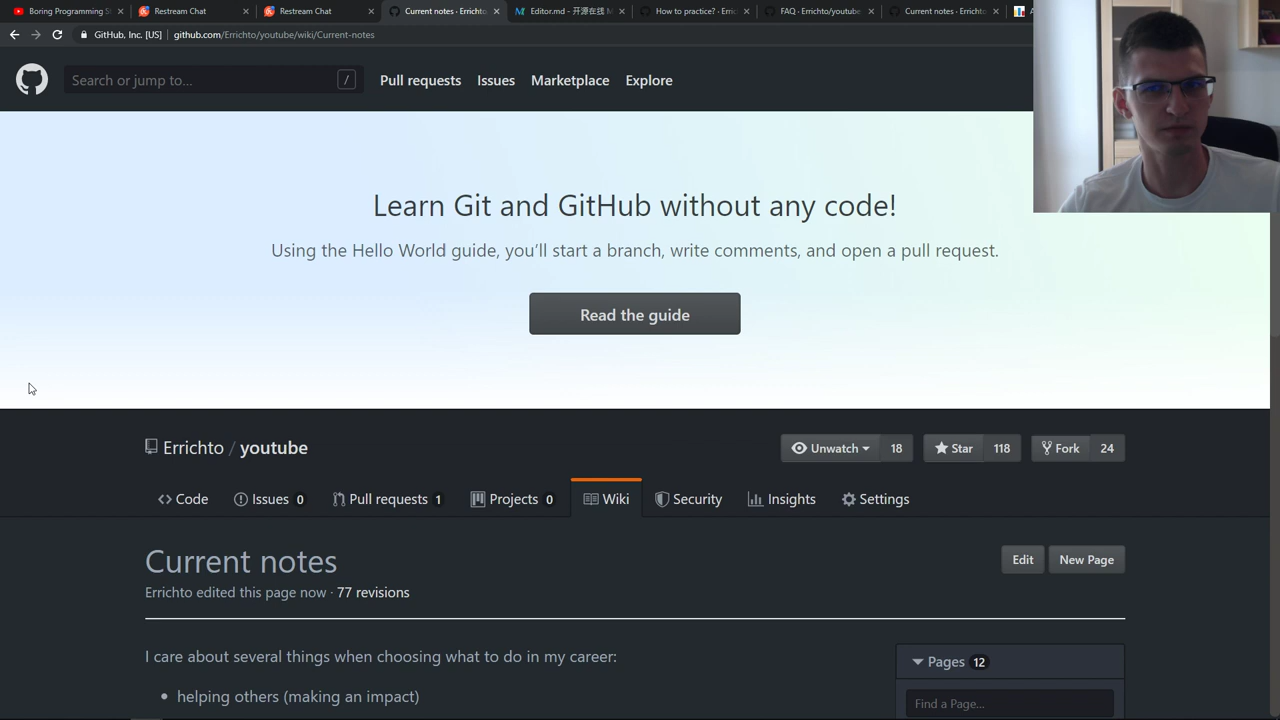 Boring Programming S
Restream Chat
Restream Chat
Current notes · Erricht
Editor.md - 开源在线 M
How to practice? · Erric
FAQ · Errichto/youtube
Current notes · Erricht
GitHub, Inc. [US]
github.com/Errichto/youtube/wiki/Current-notes
Search or jump to...
/
Pull requests
Issues
Marketplace
Explore
Learn Git and GitHub without any code!
Using the Hello World guide, you’ll start a branch, write comments, and open a pull request.
Read the guide
Errichto / youtube
Unwatch 18
Star 118
Fork 24
Code
Issues 0
Pull requests 1
Projects 0
Wiki
Security
Insights
Settings
Current notes
Edit
New Page
Errichto edited this page now · 77 revisions
I care about several things when choosing what to do in my career:
Pages 12
• helping others (making an impact)
Find a Page...